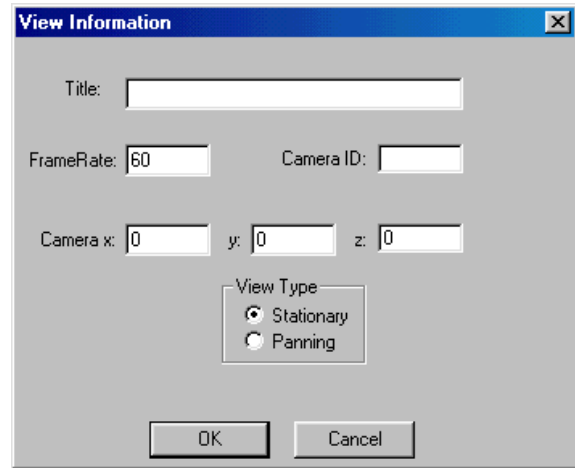 View Information
Title:
FrameRate: 60 Camera ID:
Camera x: 0 y: 0 z: 0
View Type
Stationary
Panning
OK Cancel